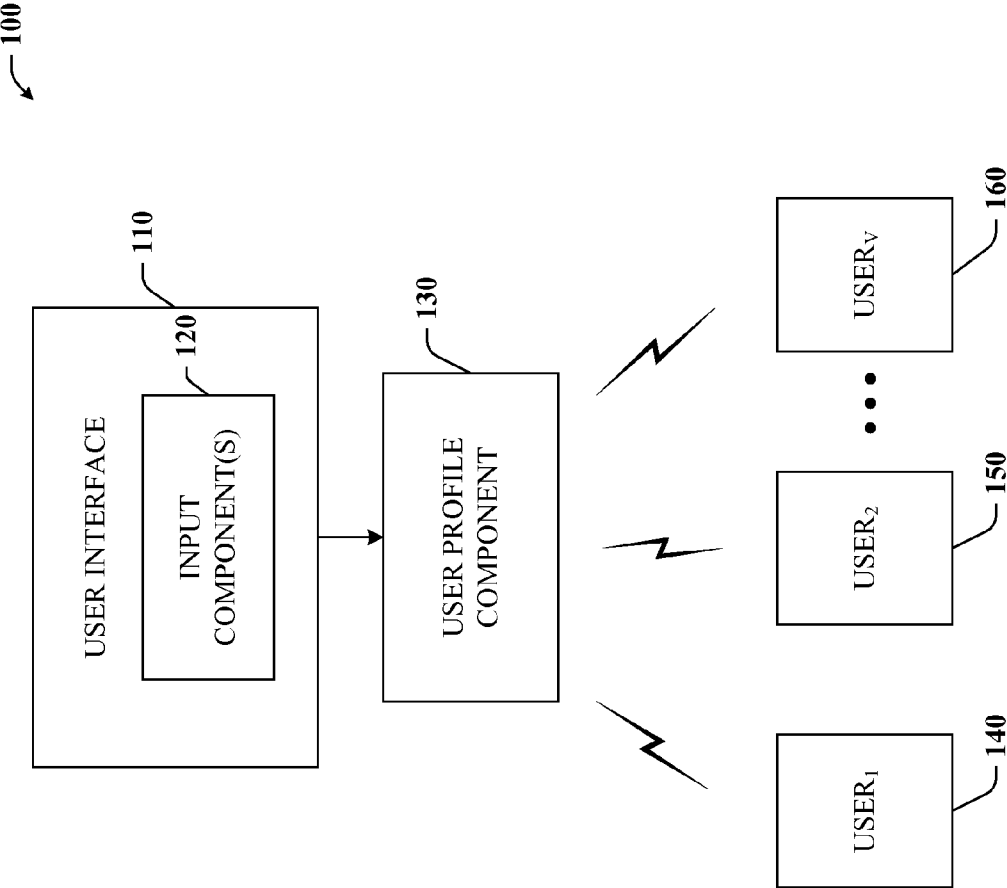 100
USER INTERFACE
110
INPUT
COMPONENT(S)
120
USER PROFILE
COMPONENT
130
USER₁
140
USER₂
150
USERᵥ
160